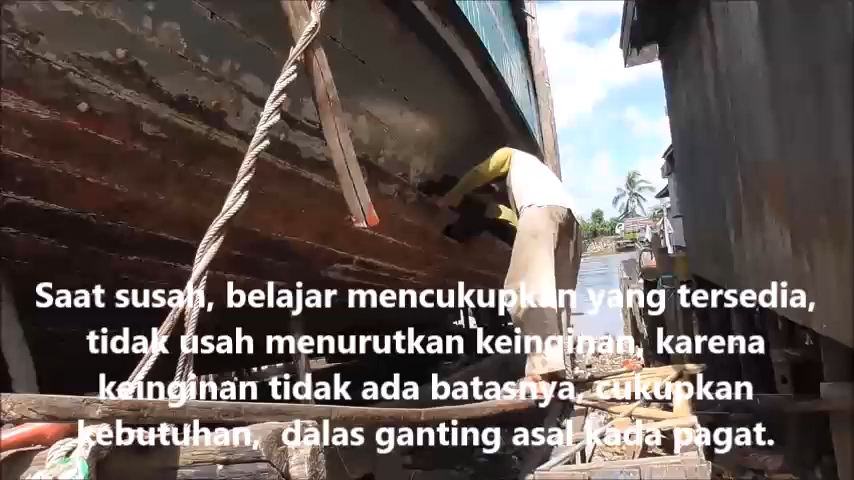 Saat susah, belajar mencukupkan yang tersedia,
tidak usah menurutkan keinginan, karena
keinginan tidak ada batasnya, cukupkan
kebutuhan, dalas ganting asal kada pagat.